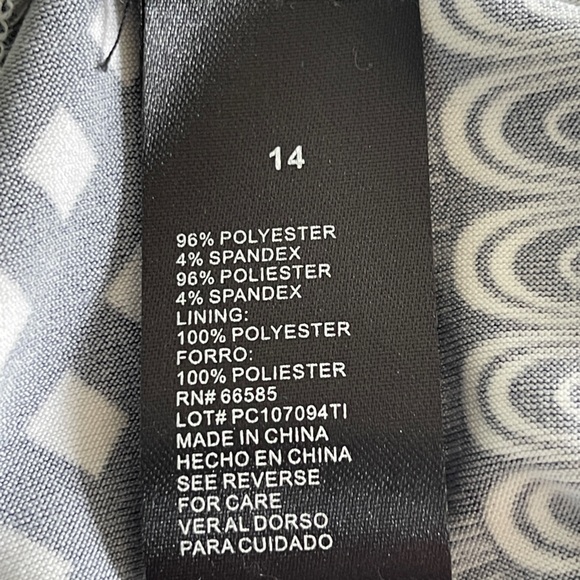 14
96% POLYESTER
4% SPANDEX
96% POLIESTER
4% SPANDEX
LINING:
100% POLYESTER
FORRO:
100% POLIESTER
RN# 66585
LOT# PC107094TI
MADE IN CHINA
HECHO EN CHINA
SEE REVERSE
FOR CARE
VER AL DORSO
PARA CUIDADO